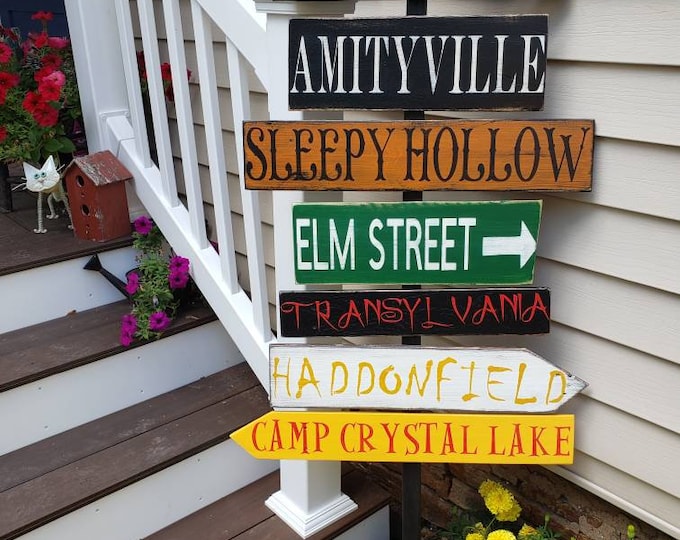 AMITYVILLE
SLEEPY HOLLOW
ELM STREET
TRANSYLVANIA
HADDONFIELD
CAMP CRYSTAL LAKE